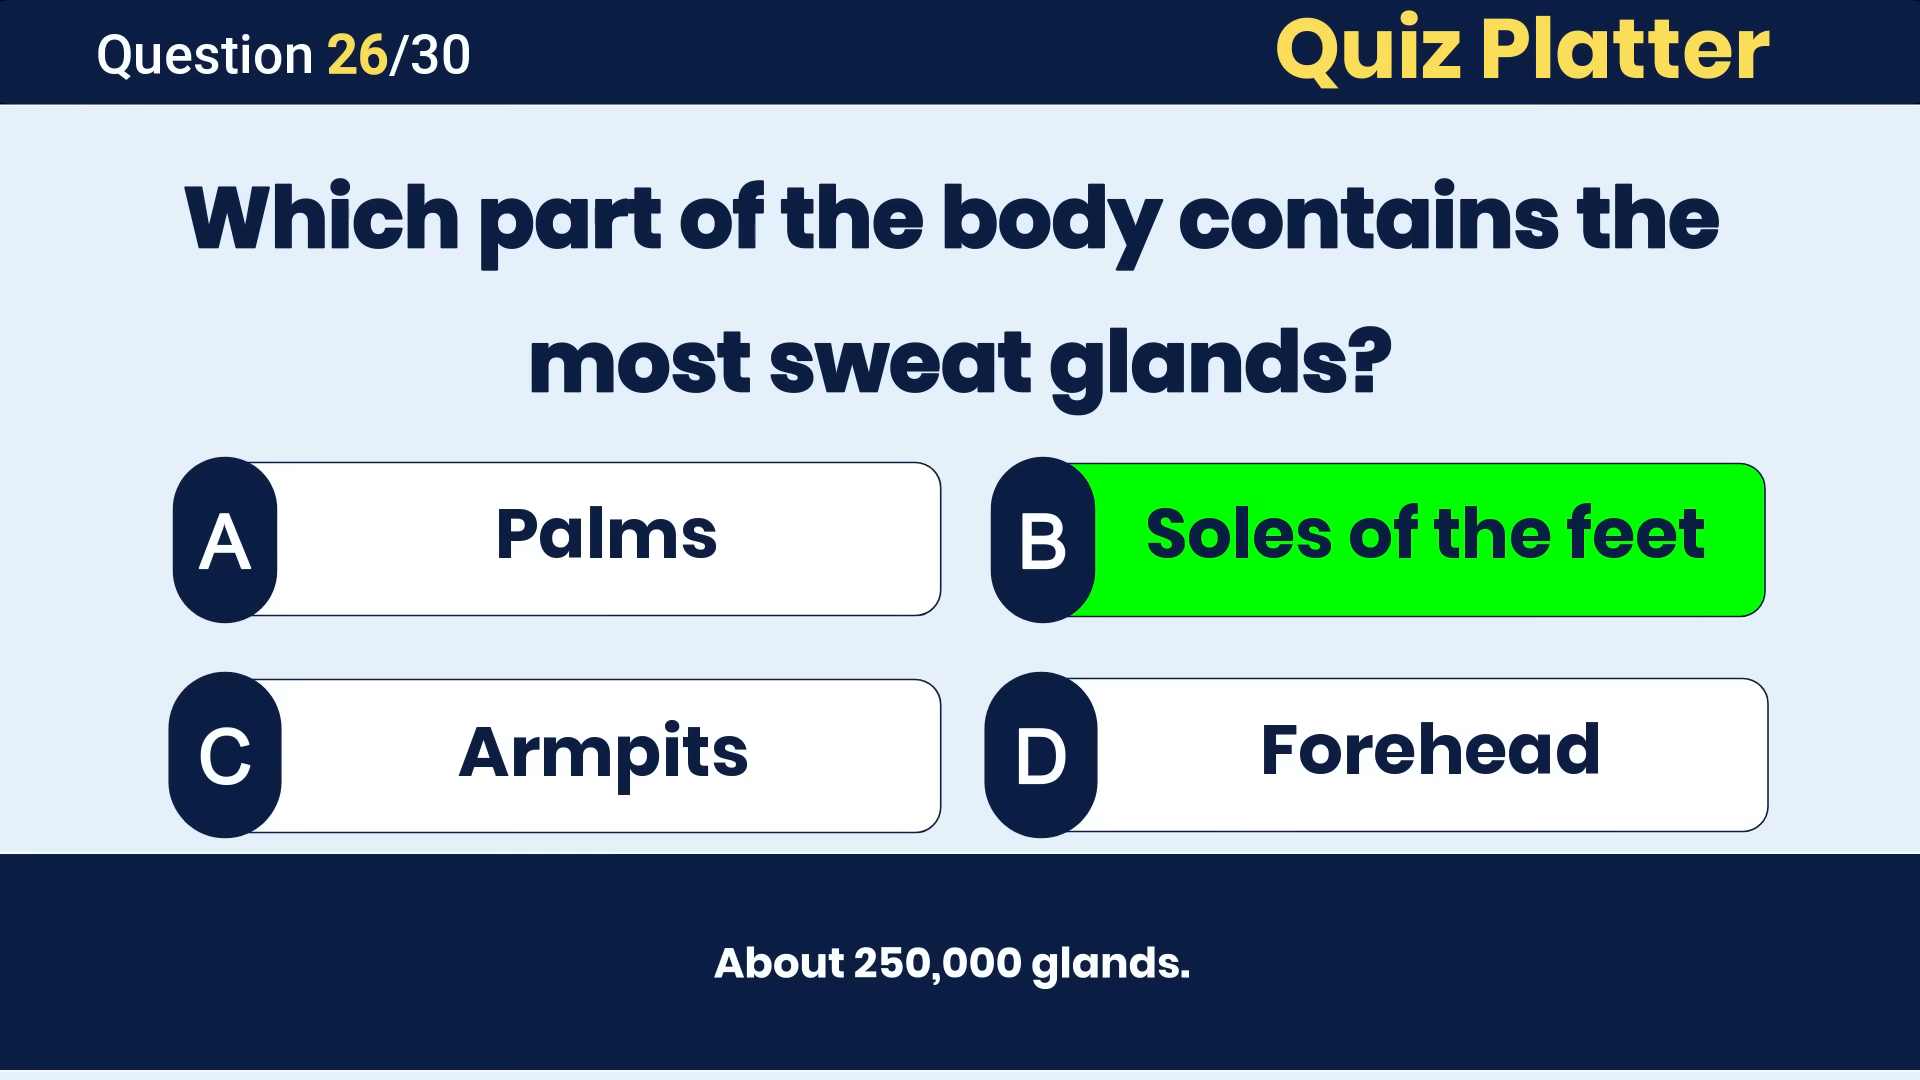 Question 26/30
Quiz Platter
Which part of the body contains the
most sweat glands?
A Palms
B Soles of the feet
C Armpits
D Forehead
About 250,000 glands.